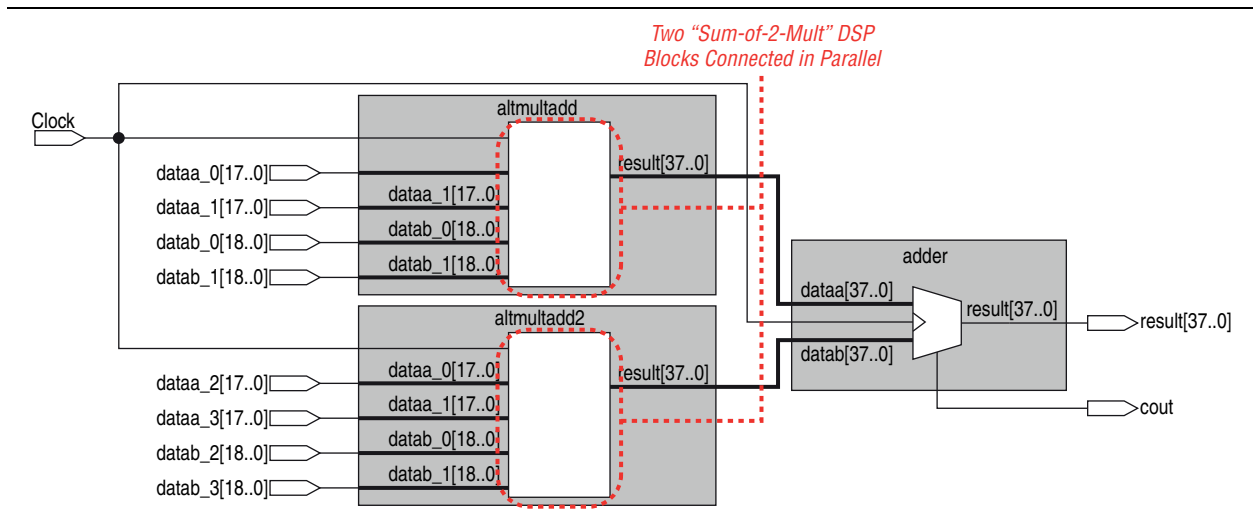 Two “Sum-of-2-Mult” DSP
Blocks Connected in Parallel
Clock
altmultadd
dataa_0[17..0]
result[37..0]
dataa_1[17..0]
dataa_1[17..0]
datab_0[18..0]
datab_0[18..0]
datab_1[18..0]
datab_1[18..0]
adder
dataa[37..0]
result[37..0]
result[37..0]
datab[37..0]
cout
altmultadd2
dataa_2[17..0]
dataa_0[17..0]
result[37..0]
dataa_3[17..0]
dataa_1[17..0]
datab_2[18..0]
datab_0[18..0]
datab_3[18..0]
datab_1[18..0]